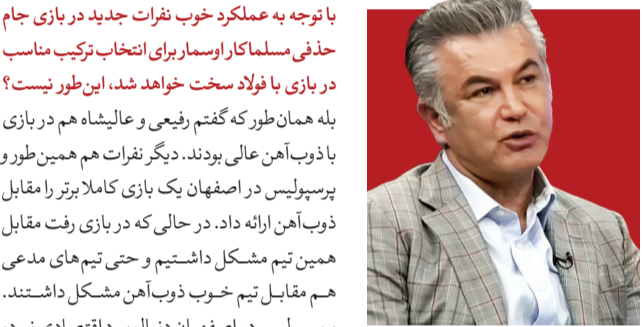 با توجه به عملکرد خوب نفرات جدید در بازی جام
حذفی مسلما کار اوسمار برای انتخاب ترکیب مناسب
در بازی با فولاد سخت خواهد شد، این‌طور نیست؟
بله همان‌طور که گفتم رفیعی و عالیشاه هم در بازی
با ذوب‌آهن عالی بودند. دیگر نفرات هم همین‌طور و
پرسپولیس در اصفهان یک بازی کاملا برتر را مقابل
ذوب‌آهن ارائه داد. در حالی که در بازی رفت مقابل
همین تیم مشکل داشتیم و حتی تیم‌های مدعی
هم مقابل تیم خوب ذوب‌آهن مشکل داشتند.